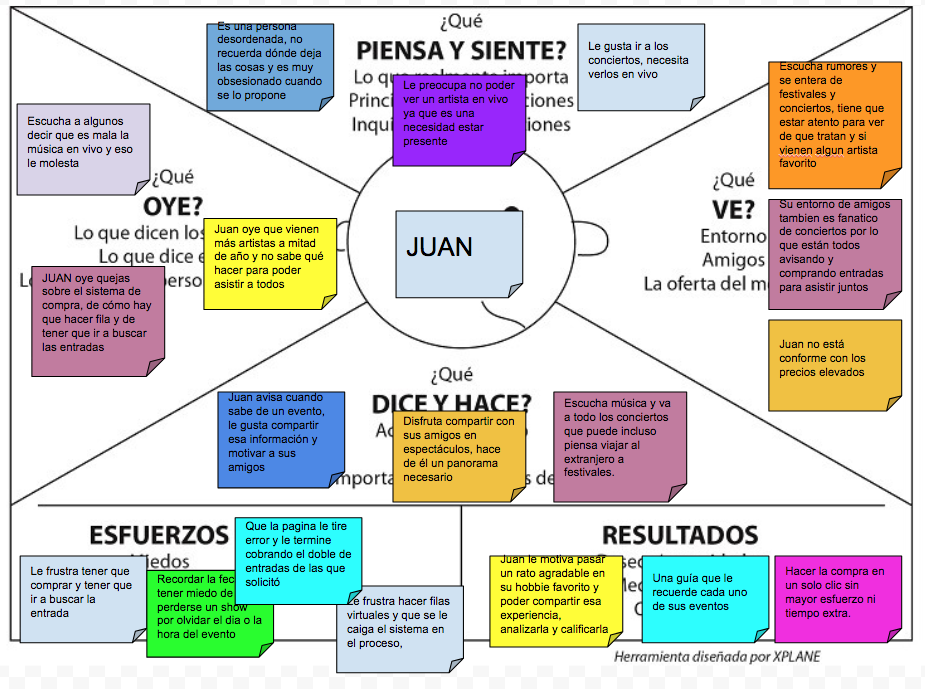 ¿Qué
PIENSA Y SIENTE?
Lo que realmente importa
Princi
ciones
Inqui
iones
Es una persona
desordenada, no
recuerda dónde deja
las cosas y es muy
obsesionado cuando
se lo propone
Le preocupa no poder
ver un artista en vivo
ya que es una
necesidad estar
presente
Le gusta ir a los
conciertos, necesita
verlos en vivo
¿Qué
OYE?
Lo que dicen los
Lo que dice e
Lo
perso
Escucha a algunos
decir que es mala la
música en vivo y eso
le molesta
Juan oye que vienen
más artistas a mitad
de año y no sabe qué
hacer para poder
asistir a todos
JUAN oye quejas
sobre el sistema de
compra, de cómo hay
que hacer fila y de
tener que ir a buscar
las entradas
JUAN
¿Qué
VE?
Entorno
Amigos
La oferta del m
Escucha rumores y
se entera de
festivales y
conciertos, tiene que
estar atento para ver
de que tratan y si
vienen algun artista
favorito
Su entorno de amigos
tambien es fanatico
de conciertos por lo
que están todos
avisando y
comprando entradas
para asistir juntos
Juan no está
conforme con los
precios elevados
¿Qué
DICE Y HACE?
Ac
o
mporta
s de
Juan avisa cuando
sabe de un evento,
le gusta compartir
esa información y
motivar a sus
amigos
Disfruta compartir con
sus amigos en
espectáculos, hace
de él un panorama
necesario
Escucha música y va
a todo los conciertos
que puede incluso
piensa viajar al
extranjero a
festivales.
ESFUERZOS
Miedos
Le frustra tener que
comprar y tener que
ir a buscar la
entrada
Recordar la fec
tener miedo de
perderse un show
por olvidar el dia o la
hora del evento
Que la pagina le tire
error y le termine
cobrando el doble de
entradas de las que
solicitó
Le frustra hacer filas
virtuales y que se le
caiga el sistema en
el proceso,
RESULTADOS
Juan le motiva pasar
un rato agradable en
su hobbie favorito y
poder compartir esa
experiencia,
analizarla y calificarla
Una guía que le
recuerde cada uno
de sus eventos
Hacer la compra en
un solo clic sin
mayor esfuerzo ni
tiempo extra.
Herramienta diseñada por XPLANE